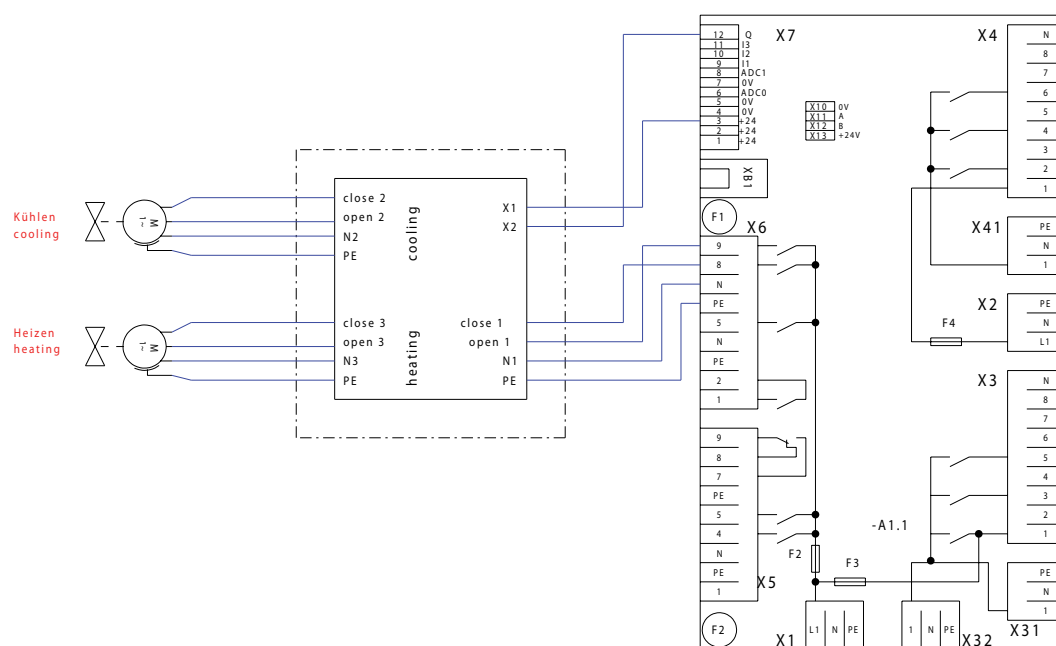 Kühlen
cooling
M
1~
Heizen
heating
M
1~
close 2
open 2
N2
PE
cooling
X1
X2
close 3
open 3
N3
PE
heating
close 1
open 1
N1
PE
X7
12 Q
11 I3
10 I2
9 I1
8 ADC1
7 0V
6 ADC0
5 0V
4 0V
3 +24
2 +24
1 +24
X10 0V
X11 A
X12 B
X13 +24V
XB1
F1
X6
9
8
N
PE
5
N
PE
2
1
9
8
7
PE
5
4
N
PE
1
X5
F2
F2
F3
X1
L1 N PE
-A1.1
X4
N
8
7
6
5
4
3
2
1
X41
PE
N
1
X2
PE
N
L1
F4
X3
N
8
7
6
5
4
3
2
1
PE
N
1
X31
1 N PE
X32